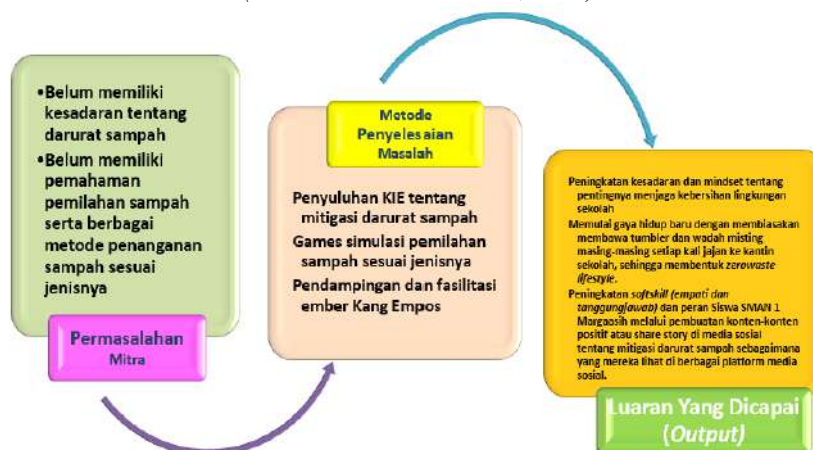 •Belum memiliki
kesadaran tentang
darurat sampah
•Belum memiliki
pemahaman
pemilahan sampah
serta berbagai
metode penanganan
sampah sesuai
jenisnya
Permasalahan
Mitra
Metode
Penyelesaian
Masalah
Penyuluhan KIE tentang
mitigasi darurat sampah
Games simulasi pemilahan
sampah sesuai jenisnya
Pendampingan dan fasilitasi
ember Kang Empos
Peningkatan kesadaran dan mindset tentang
pentingnya menjaga kebersihan lingkungan
sekolah
Memulai gaya hidup baru dengan membiasakan
membawa tumbler dan wadah misting
masing-masing setiap kali jajan ke kantin
sekolah, sehingga membentuk zerowaste
lifestyle.
Peningkatan softskill (empati dan
tanggungjawab) dan peran Siswa SMAN 1
Margaasih melalui pembuatan konten-konten
positif atau share story di media sosial
tentang mitigasi darurat sampah sebagaimana
yang mereka lihat di berbagai platform media
sosial.
Luaran Yang Dicapai
(Output)